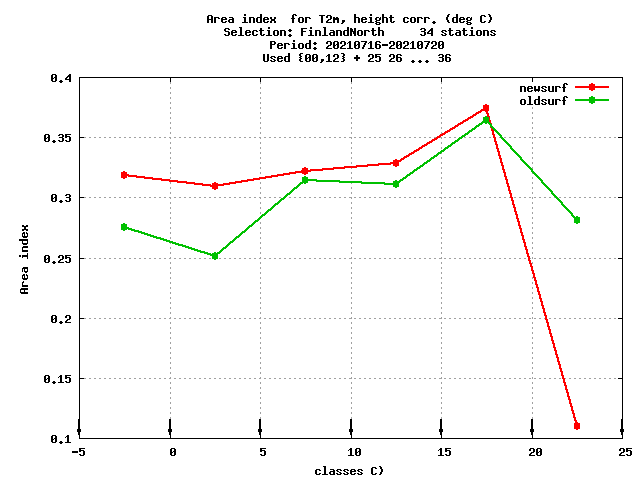 Area index  for T2m, height corr. (deg C)
Selection: FinlandNorth     34 stations
Period: 20210716-20210720
Used {00,12} + 25 26 ... 36
newsurf
oldsurf
0.4
0.35
0.3
0.25
0.2
0.15
0.1
Area index
-5 0 5 10 15 20 25
classes C)